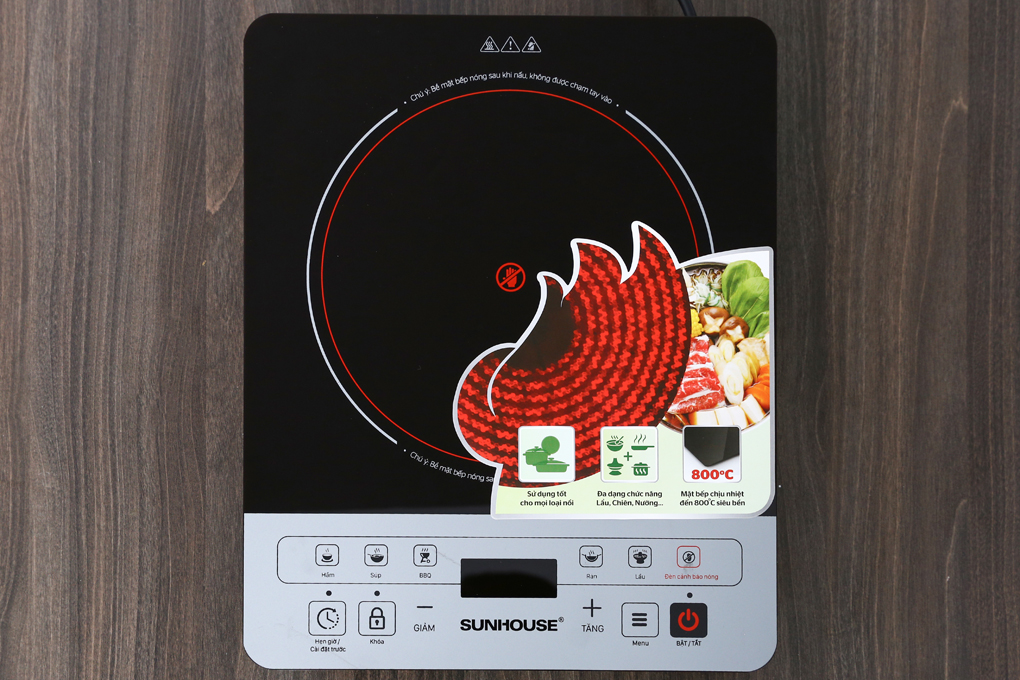 • Chú ý: Bề mặt bếp nóng sau khi nấu, không được chạm tay vào •
• Chú ý: Bề mặt bếp nóng sa
800°C
Sử dụng tốt
cho mọi loại nồi
Đa dạng chức năng
Lẩu, Chiên, Nướng...
Mặt bếp chịu nhiệt
đến 800°C siêu bền
Hầm
Súp
BBQ
Rán
Lẩu
Đèn cảnh báo nóng
Hẹn giờ /
Cài đặt trước
Khóa
GIẢM
SUNHOUSE®
TĂNG
Menu
BẬT / TẮT